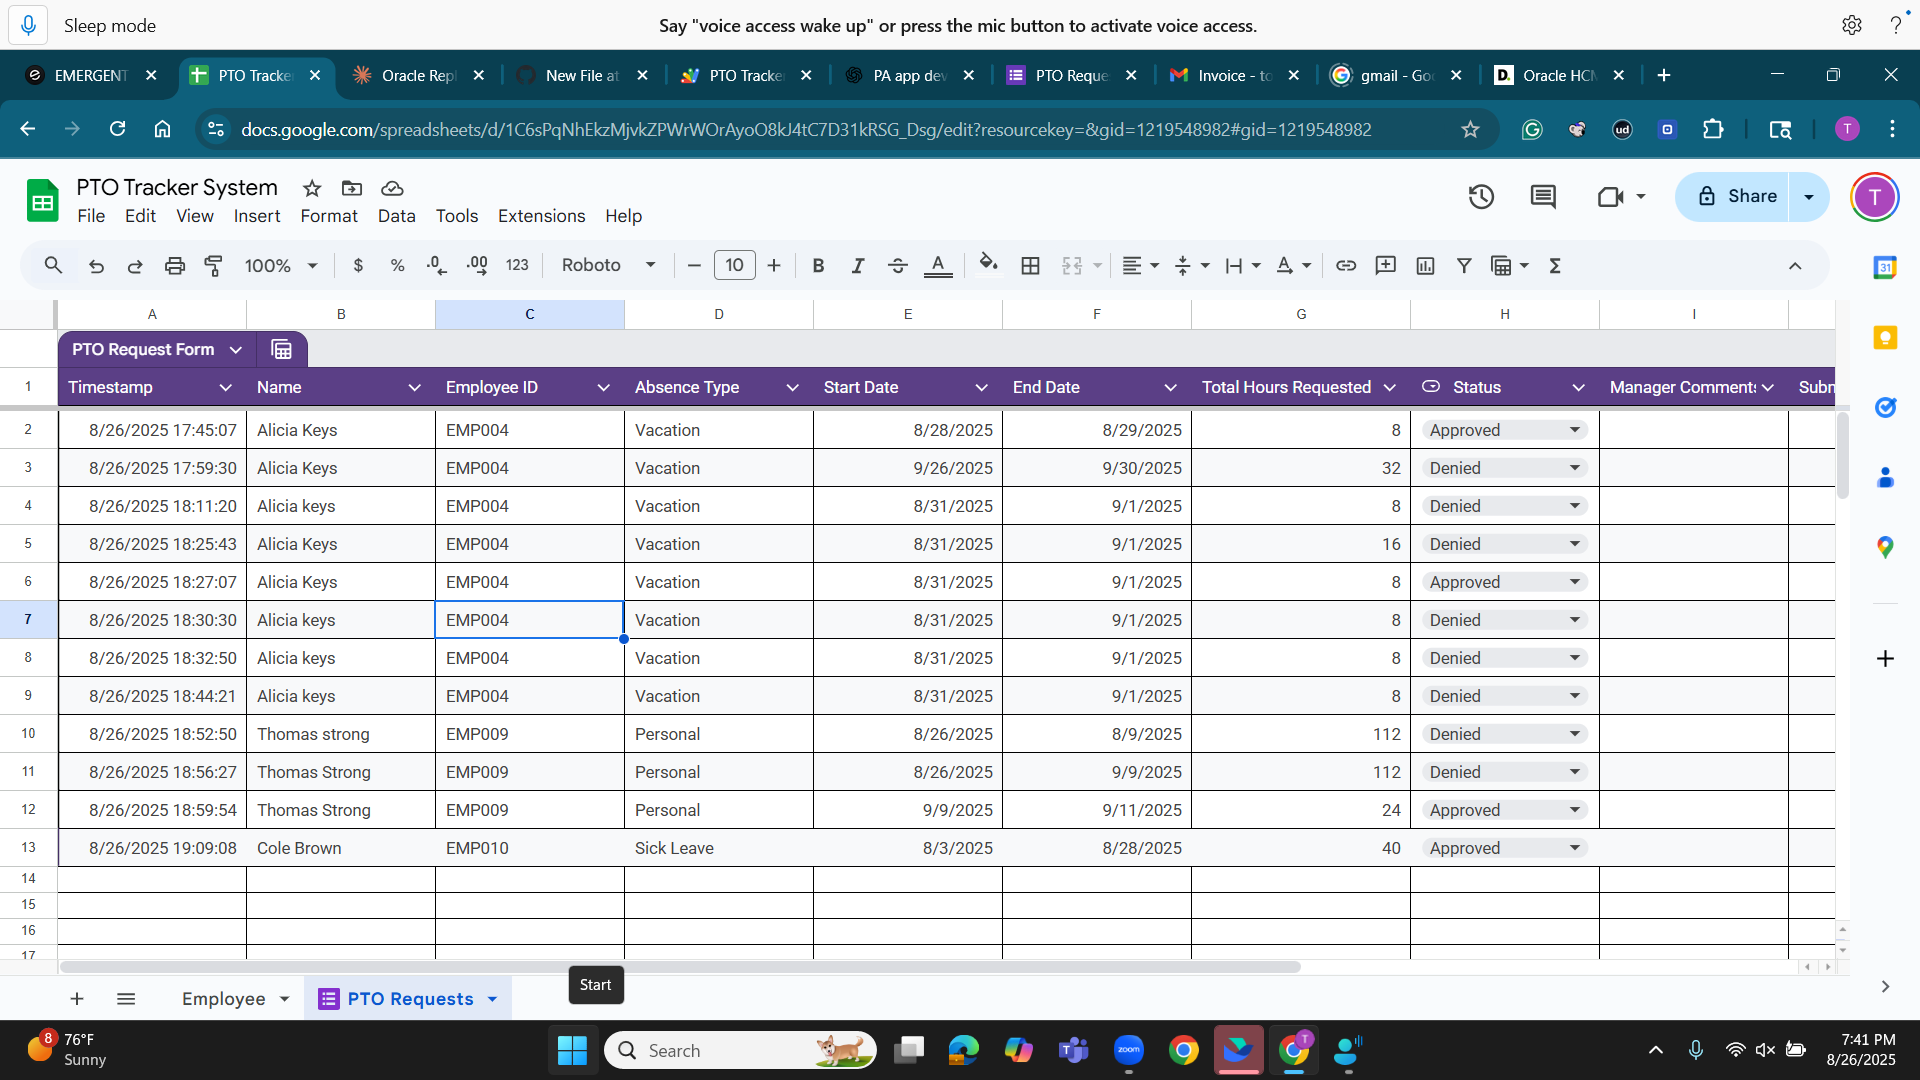 Sleep mode
Say "voice access wake up" or press the mic button to activate voice access.
EMERGENT
PTO Tracke
Oracle Rep
New File at
PTO Tracke
PA app dev
PTO Reque
Invoice - to
gmail - Go
Oracle HCM
docs.google.com/spreadsheets/d/1C6sPqNhEkzMjvkZPWrWOrAyoO8kJ4tC7D31kRSG_Dsg/edit?resourcekey=&gid=1219548982#gid=1219548982
PTO Tracker System
File Edit View Insert Format Data Tools Extensions Help
Share
T
100% $ % .0 .00 123 Roboto 10 B I A
A B C D E F G H I
PTO Request Form
1 Timestamp Name Employee ID Absence Type Start Date End Date Total Hours Requested Status Manager Comments Subm
2 8/26/2025 17:45:07 Alicia Keys EMP004 Vacation 8/28/2025 8/29/2025 8 Approved
3 8/26/2025 17:59:30 Alicia Keys EMP004 Vacation 9/26/2025 9/30/2025 32 Denied
4 8/26/2025 18:11:20 Alicia keys EMP004 Vacation 8/31/2025 9/1/2025 8 Denied
5 8/26/2025 18:25:43 Alicia Keys EMP004 Vacation 8/31/2025 9/1/2025 16 Denied
6 8/26/2025 18:27:07 Alicia Keys EMP004 Vacation 8/31/2025 9/1/2025 8 Approved
7 8/26/2025 18:30:30 Alicia keys EMP004 Vacation 8/31/2025 9/1/2025 8 Denied
8 8/26/2025 18:32:50 Alicia keys EMP004 Vacation 8/31/2025 9/1/2025 8 Denied
9 8/26/2025 18:44:21 Alicia keys EMP004 Vacation 8/31/2025 9/1/2025 8 Denied
10 8/26/2025 18:52:50 Thomas strong EMP009 Personal 8/26/2025 8/9/2025 112 Denied
11 8/26/2025 18:56:27 Thomas Strong EMP009 Personal 8/26/2025 9/9/2025 112 Denied
12 8/26/2025 18:59:54 Thomas Strong EMP009 Personal 9/9/2025 9/11/2025 24 Approved
13 8/26/2025 19:09:08 Cole Brown EMP010 Sick Leave 8/3/2025 8/28/2025 40 Approved
14
15
16
17
Employee
PTO Requests
Start
8
76°F
Sunny
Search
zoom
7:41 PM
8/26/2025